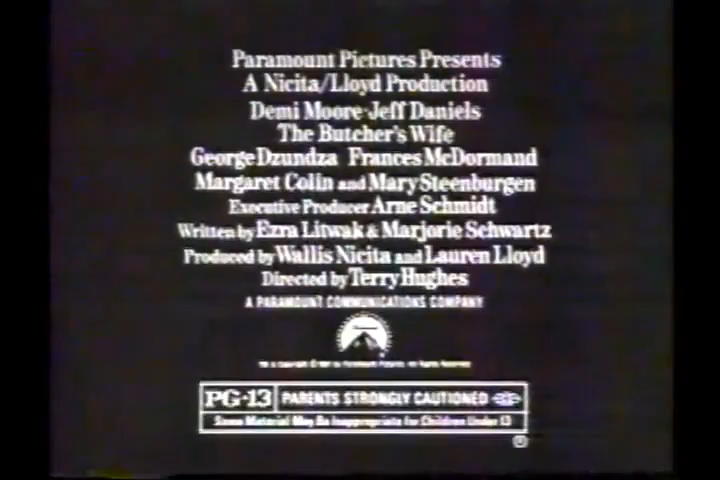 Paramount Pictures Presents
A Nicita/Lloyd Production
Demi Moore · Jeff Daniels
The Butcher's Wife
George Dzundza Frances McDormand
Margaret Colin and Mary Steenburgen
Executive Producer Arne Schmidt
Written by Ezra Litwak & Marjorie Schwartz
Produced by Wallis Nicita and Lauren Lloyd
Directed by Terry Hughes
A PARAMOUNT COMMUNICATIONS COMPANY
PG-13 PARENTS STRONGLY CAUTIONED
Some Material May Be Inappropriate for Children Under 13
®